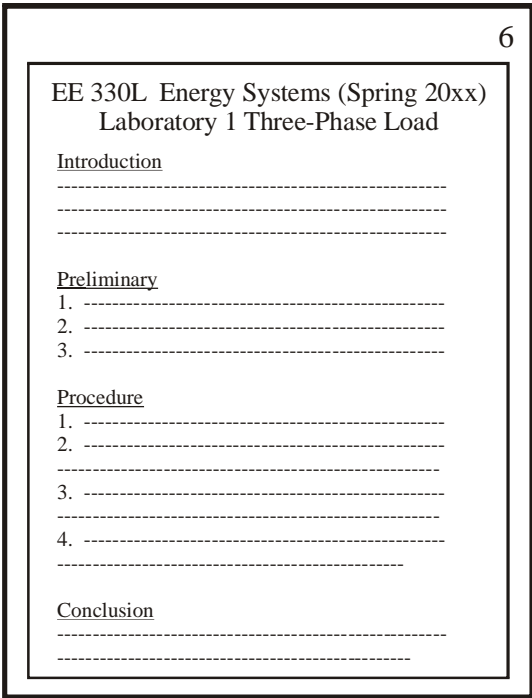 6
EE 330L Energy Systems (Spring 20xx)
Laboratory 1 Three-Phase Load
Introduction
-------------------------------------------------------
-------------------------------------------------------
-------------------------------------------------------
Preliminary
1. ---------------------------------------------------
2. ---------------------------------------------------
3. ---------------------------------------------------
Procedure
1. ---------------------------------------------------
2. ---------------------------------------------------
------------------------------------------------------
3. ---------------------------------------------------
------------------------------------------------------
4. ---------------------------------------------------
-------------------------------------------------
Conclusion
-------------------------------------------------------
--------------------------------------------------